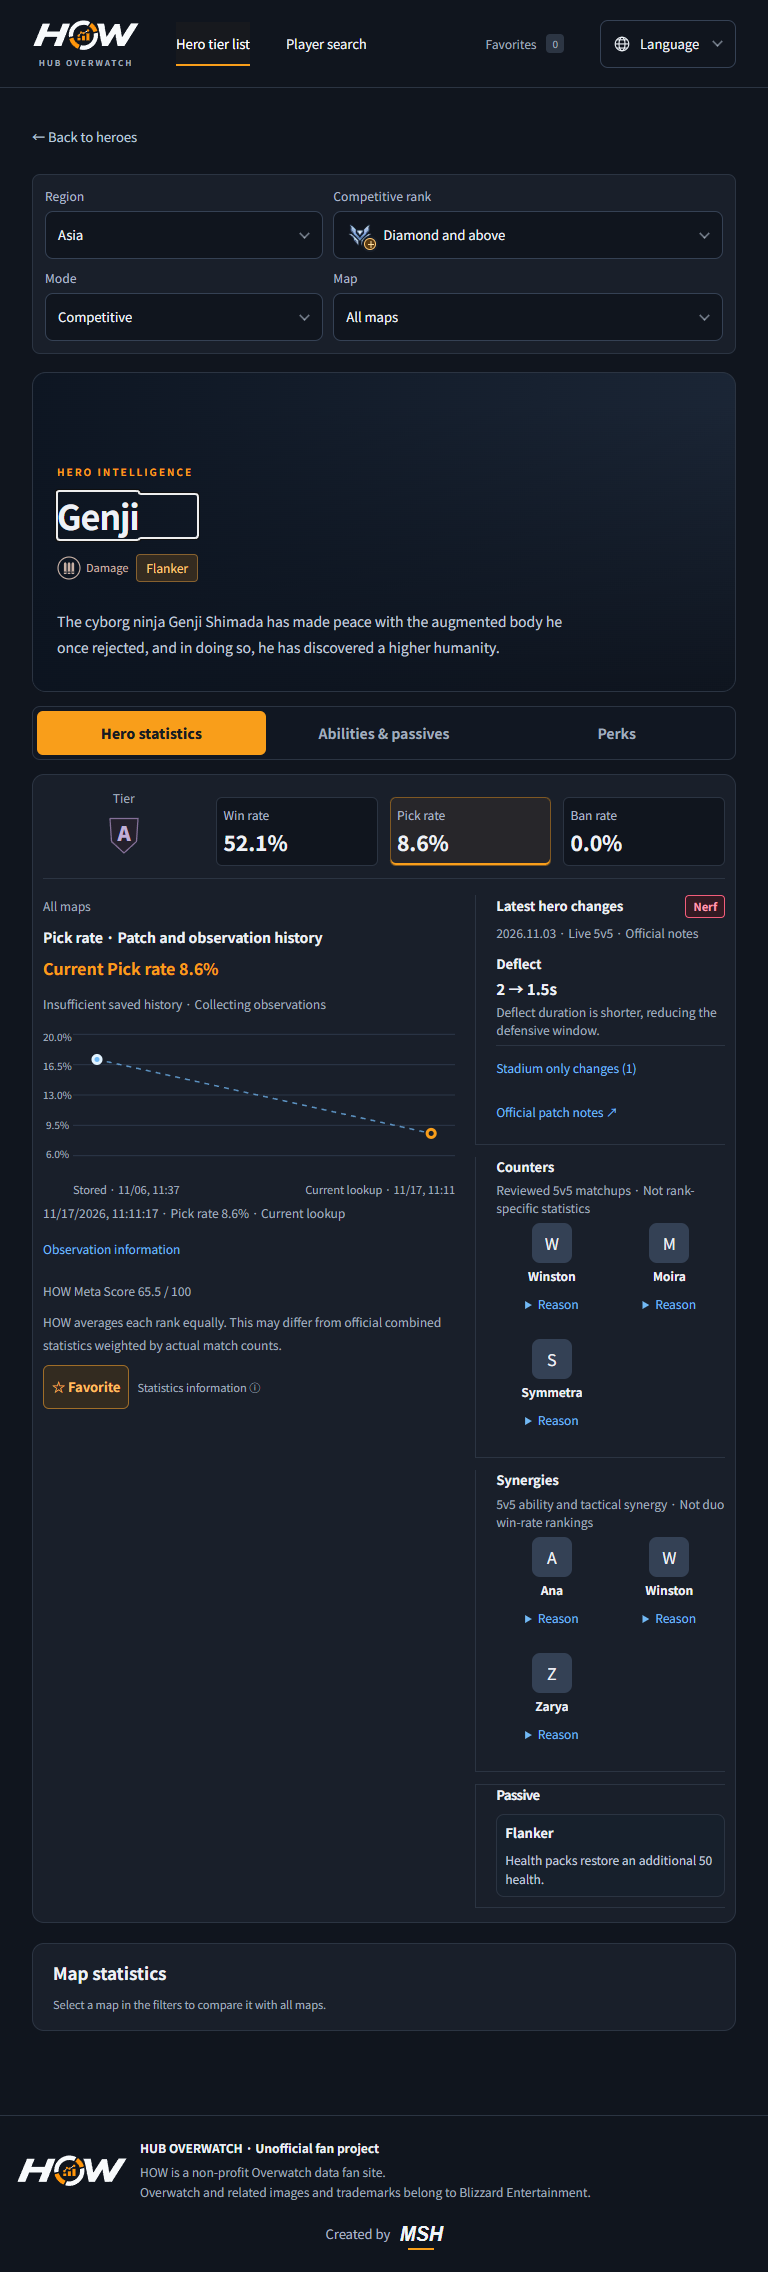 HOW
HUB OVERWATCH
Hero tier list
Player search
Favorites 0
Language
← Back to heroes
Region
Asia
Competitive rank
Diamond and above
Mode
Competitive
Map
All maps
HERO INTELLIGENCE
Genji
Damage
Flanker
The cyborg ninja Genji Shimada has made peace with the augmented body he
once rejected, and in doing so, he has discovered a higher humanity.
Hero statistics
Abilities & passives
Perks
Tier
A
Win rate
52.1%
Pick rate
8.6%
Ban rate
0.0%
All maps
Pick rate · Patch and observation history
Current Pick rate 8.6%
Insufficient saved history · Collecting observations
20.0%
16.5%
13.0%
9.5%
6.0%
Stored · 11/06, 11:37
Current lookup · 11/17, 11:11
11/17/2026, 11:11:17 · Pick rate 8.6% · Current lookup
Observation information
HOW Meta Score 65.5 / 100
HOW averages each rank equally. This may differ from official combined
statistics weighted by actual match counts.
☆ Favorite
Statistics information ⓘ
Latest hero changes
Nerf
2026.11.03 · Live 5v5 · Official notes
Deflect
2 → 1.5s
Deflect duration is shorter, reducing the
defensive window.
Stadium only changes (1)
Official patch notes ↗
Counters
Reviewed 5v5 matchups · Not rank-
specific statistics
W
Winston
▶ Reason
M
Moira
▶ Reason
S
Symmetra
▶ Reason
Synergies
5v5 ability and tactical synergy · Not duo
win-rate rankings
A
Ana
▶ Reason
W
Winston
▶ Reason
Z
Zarya
▶ Reason
Passive
Flanker
Health packs restore an additional 50
health.
Map statistics
Select a map in the filters to compare it with all maps.
HOW
HUB OVERWATCH · Unofficial fan project
HOW is a non-profit Overwatch data fan site.
Overwatch and related images and trademarks belong to Blizzard Entertainment.
Created by MSH